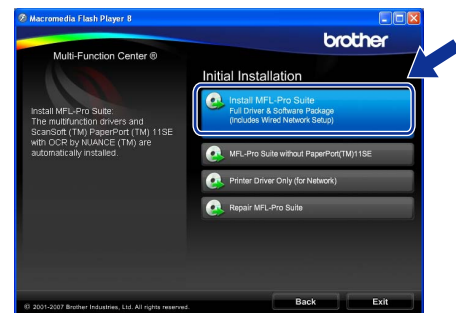 Macromedia Flash Player 8
brother
Multi-Function Center ®
Initial Installation
Install MFL-Pro Suite
Full Driver & Software Package
(Includes Wired Network Setup)
Install MFL-Pro Suite:
The multifunction drivers and
ScanSoft (TM) PaperPort (TM) 11SE
with OCR by NUANCE (TM) are
automatically installed.
MFL-Pro Suite without PaperPort(TM)11SE
Printer Driver Only (for Network)
Repair MFL-Pro Suite
© 2001-2007 Brother Industries, Ltd. All rights reserved.
Back
Exit